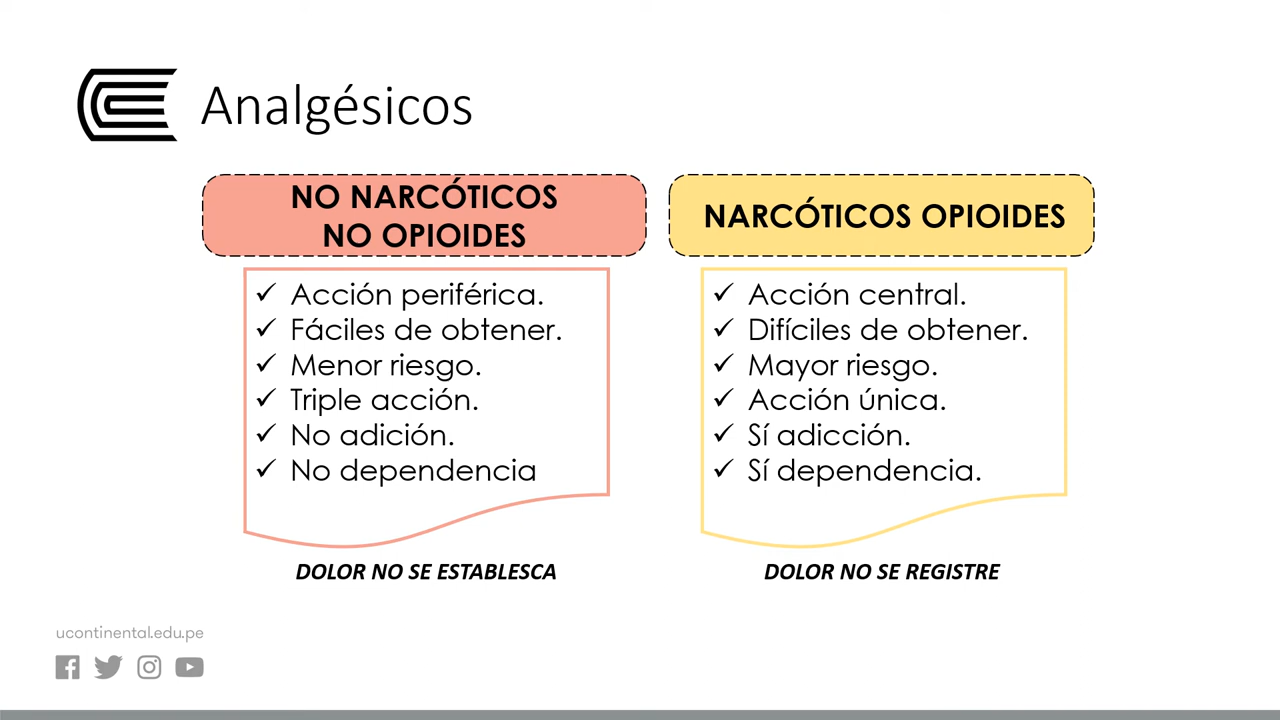 Analgésicos
NO NARCÓTICOS
NO OPIOIDES
✓ Acción periférica.
✓ Fáciles de obtener.
✓ Menor riesgo.
✓ Triple acción.
✓ No adición.
✓ No dependencia
DOLOR NO SE ESTABLESCA
NARCÓTICOS OPIOIDES
✓ Acción central.
✓ Difíciles de obtener.
✓ Mayor riesgo.
✓ Acción única.
✓ Sí adicción.
✓ Sí dependencia.
DOLOR NO SE REGISTRE
ucontinental.edu.pe